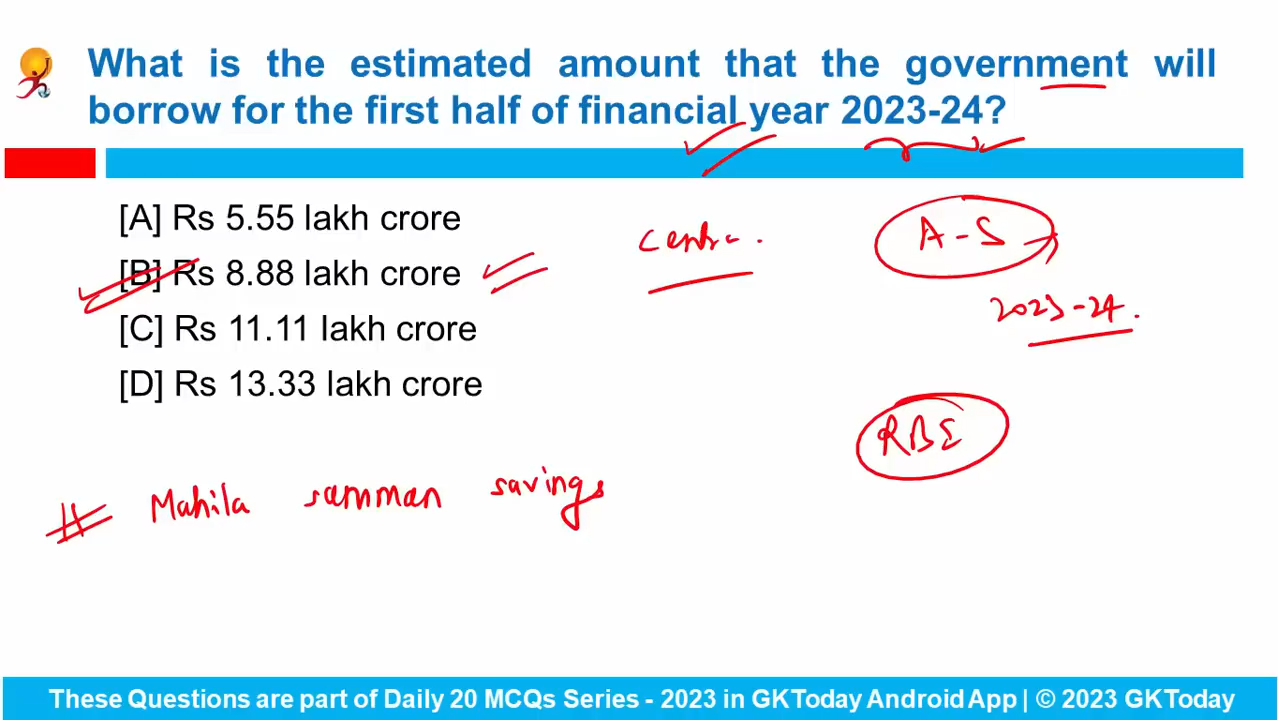 What is the estimated amount that the government will
borrow for the first half of financial year 2023-24?
[A] Rs 5.55 lakh crore
[B] Rs 8.88 lakh crore
[C] Rs 11.11 lakh crore
[D] Rs 13.33 lakh crore
A-S
2023-24.
Mahila samman savings
These Questions are part of Daily 20 MCQs Series - 2023 in GKToday Android App | © 2023 GKToday